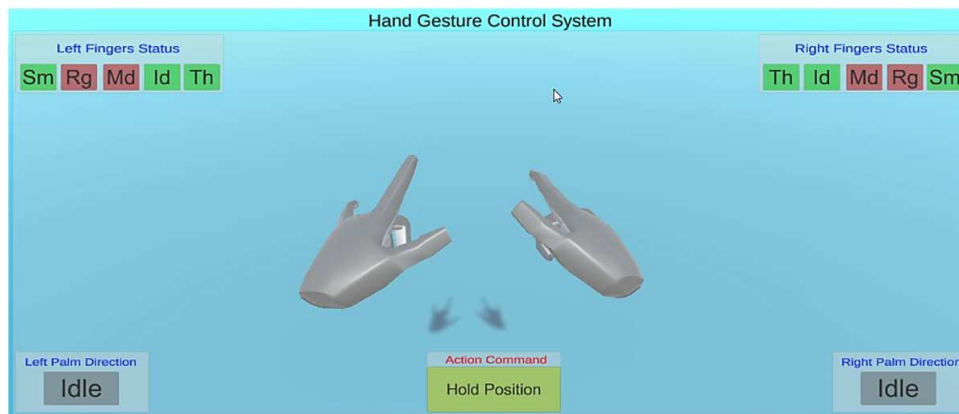 Hand Gesture Control System
Left Fingers Status
Sm Rg Md Id Th
Right Fingers Status
Th Id Md Rg Sm
Left Palm Direction
Idle
Action Command
Hold Position
Right Palm Direction
Idle